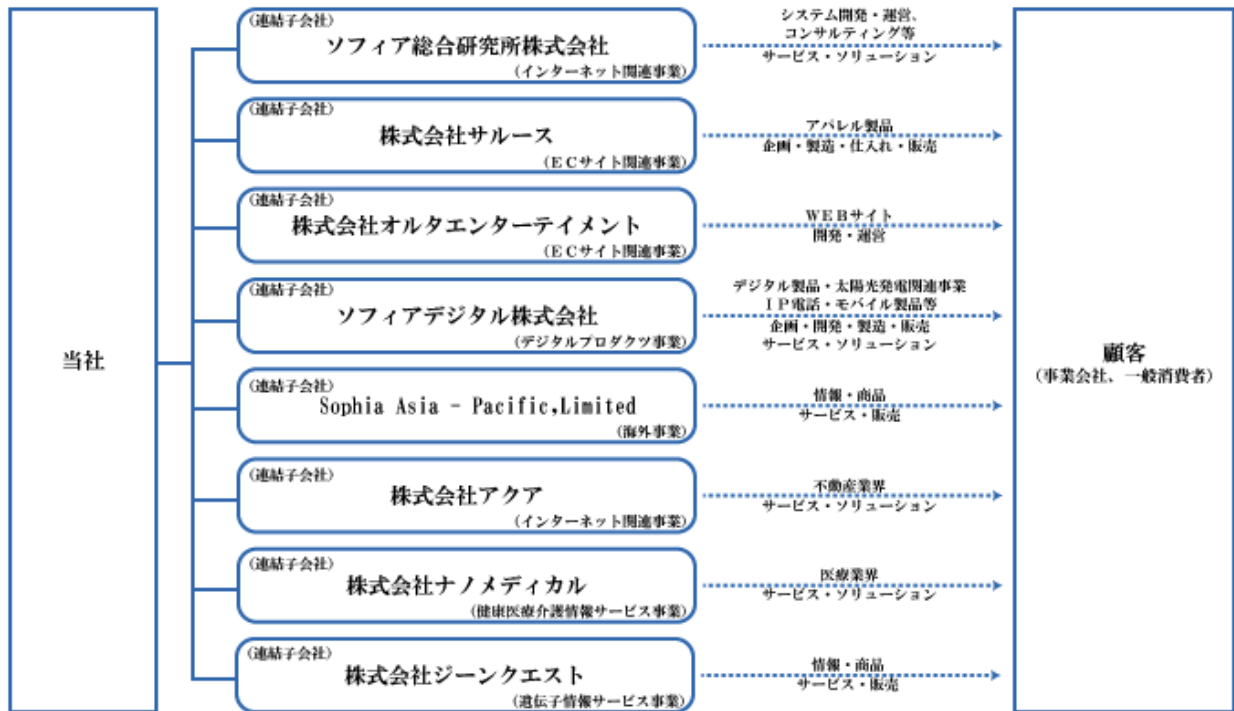 当社
(連結子会社)
ソフィア総合研究所株式会社
(インターネット関連事業)
システム開発・運営、
コンサルティング等
サービス・ソリューション
(連結子会社)
株式会社サルース
(ECサイト関連事業)
アパレル製品
企画・製造・仕入れ・販売
(連結子会社)
株式会社オルタエンターテイメント
(ECサイト関連事業)
WEBサイト
開発・運営
(連結子会社)
ソフィアデジタル株式会社
(デジタルプロダクツ事業)
デジタル製品・太陽光発電関連事業
IP電話・モバイル製品等
企画・開発・製造・販売
サービス・ソリューション
(連結子会社)
Sophia Asia - Pacific,Limited
(海外事業)
情報・商品
サービス・販売
(連結子会社)
株式会社アクア
(インターネット関連事業)
不動産業界
サービス・ソリューション
(連結子会社)
株式会社ナノメディカル
(健康医療介護情報サービス事業)
医療業界
サービス・ソリューション
(連結子会社)
株式会社ジーンクエスト
(遺伝子情報サービス事業)
情報・商品
サービス・販売
顧客
(事業会社、一般消費者)